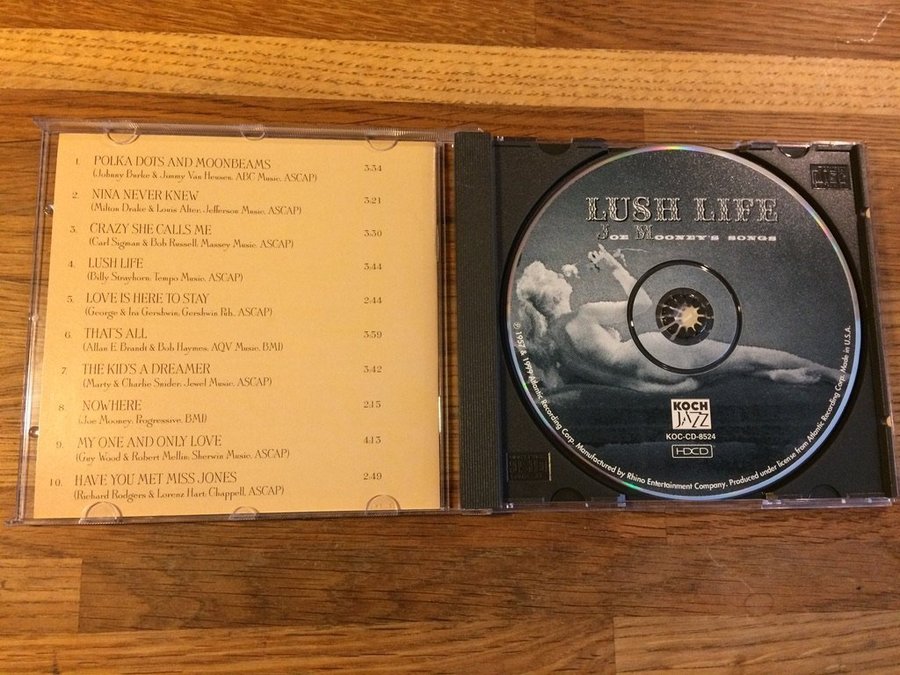 1. POLKA DOTS AND MOONBEAMS 3:34
(Johnny Burke & Jimmy Van Heusen, ABC Music, ASCAP)
2. NINA NEVER KNEW 3:21
(Milton Drake & Louis Alter, Jefferson Music, ASCAP)
3. CRAZY SHE CALLS ME 3:30
(Carl Sigman & Bob Russell; Massey Music, ASCAP)
4. LUSH LIFE 3:44
(Billy Strayhorn; Tempo Music, ASCAP)
5. LOVE IS HERE TO STAY 2:44
(George & Ira Gershwin; Gershwin Pub., ASCAP)
6. THAT'S ALL 3:59
(Allan E Brandt & Bob Haymes; AQV Music, BMI)
7. THE KID'S A DREAMER 3:42
(Marty & Charlie Snider, Jewel Music, ASCAP)
8. NOWHERE 2:15
(Joe Mooney, Progressive, BMI)
9. MY ONE AND ONLY LOVE 4:13
(Guy Wood & Robert Mellin; Sherwin Music, ASCAP)
10. HAVE YOU MET MISS JONES 2:49
(Richard Rodgers & Lorenz Hart; Chappell, ASCAP)
LUSH LIFE
JOE MOONEY'S SONGS
KOCH
JAZZ
KOC-CD-8524
HDCD
℗ 1957 & 1997 Atlantic Recording Corp. Manufactured by Rhino Entertainment Company. Produced under license from Atlantic Recording Corp. Made in U.S.A.